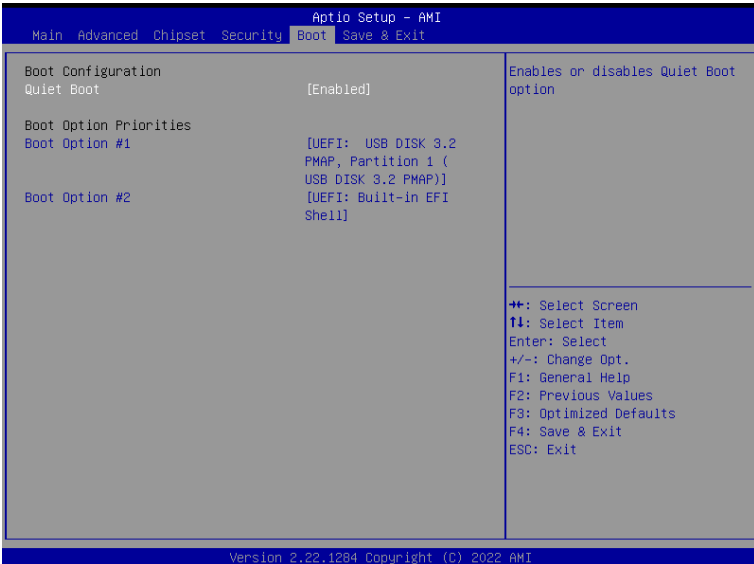 Aptio Setup – AMI
Main Advanced Chipset Security Boot Save & Exit
Boot Configuration
Quiet Boot [Enabled]
Boot Option Priorities
Boot Option #1 [UEFI: USB DISK 3.2
PMAP, Partition 1 (
USB DISK 3.2 PMAP)]
Boot Option #2 [UEFI: Built-in EFI
Shell]
Enables or disables Quiet Boot
option
→←: Select Screen
↑↓: Select Item
Enter: Select
+/-: Change Opt.
F1: General Help
F2: Previous Values
F3: Optimized Defaults
F4: Save & Exit
ESC: Exit
Version 2.22.1284 Copyright (C) 2022 AMI